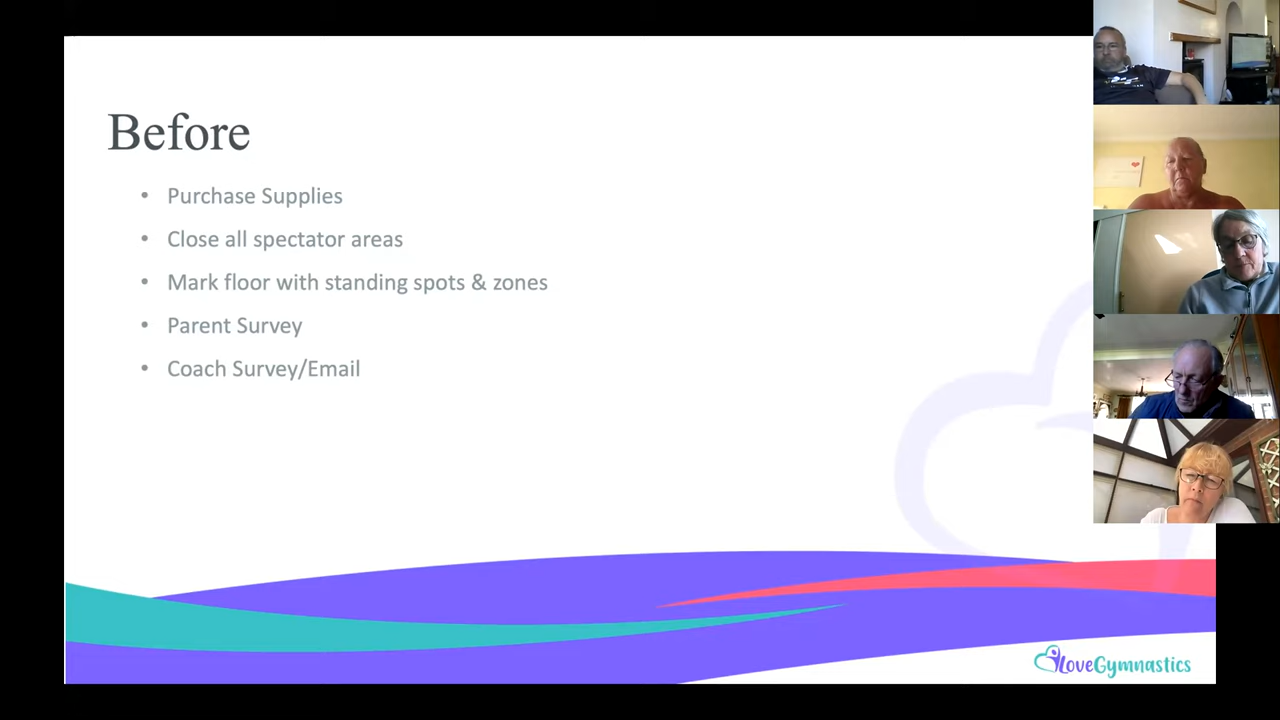 Before
• Purchase Supplies
• Close all spectator areas
• Mark floor with standing spots & zones
• Parent Survey
• Coach Survey/Email
LoveGymnastics